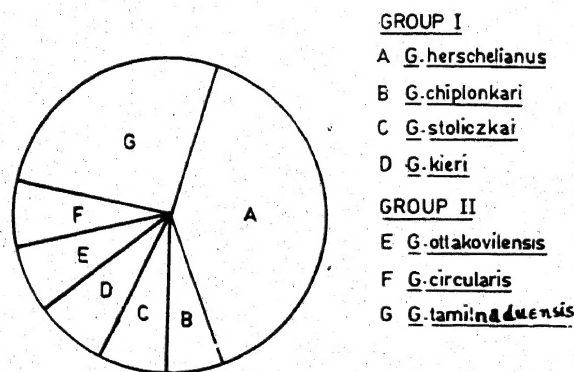 GROUP I
A G.herschelianus
B G.chiplonkari
C G.stoliczkai
D G.kieri
GROUP II
E G.ottakovilensis
F G.circularis
G G.tamilnaduensis
G
F
A
E
D
C
B